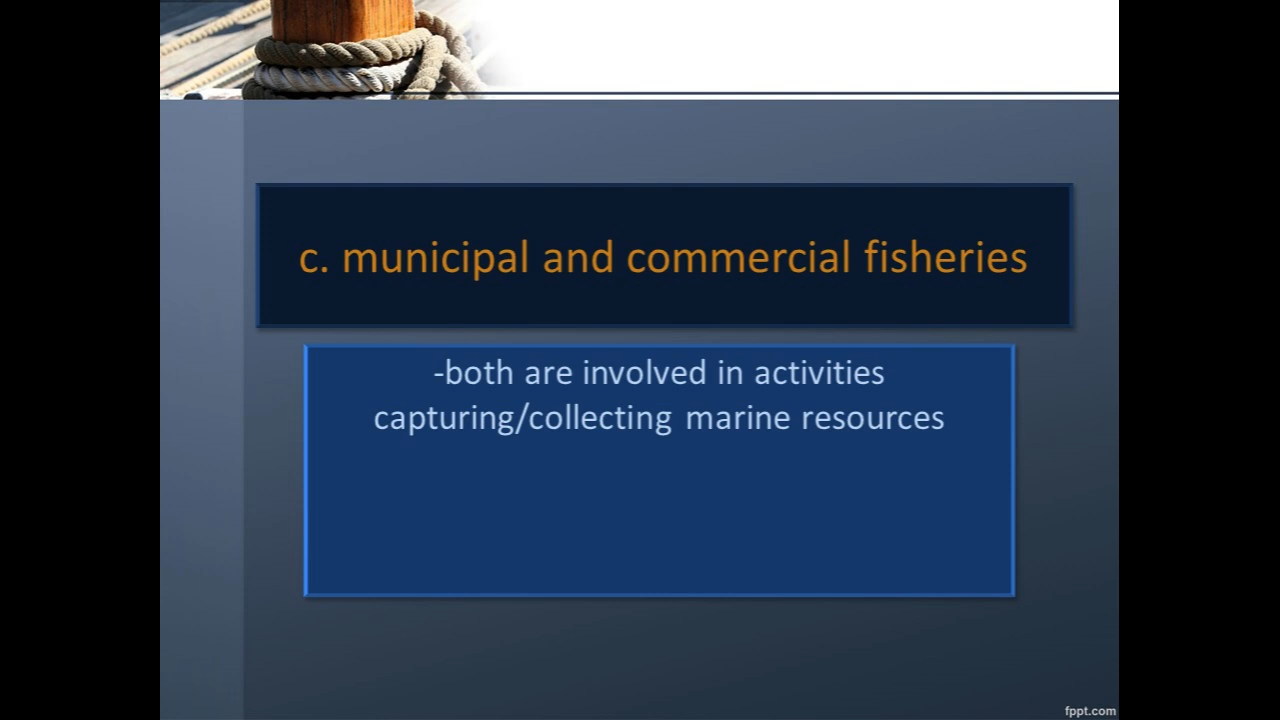 c. municipal and commercial fisheries
-both are involved in activities
capturing/collecting marine resources
fppt.com